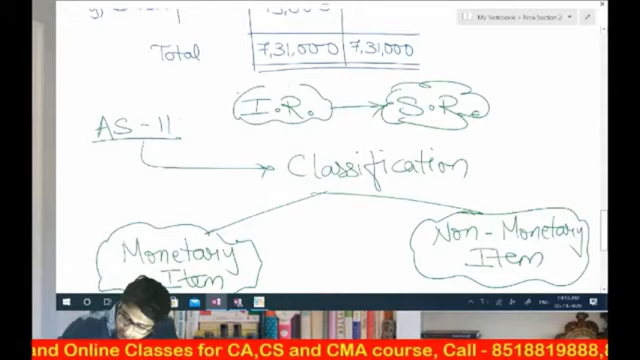 My Notebook • New Section 2
Total 7,31,000 7,31,000
I.R. S.R.
AS-11
Classification
Monetary Item
Non-Monetary Item
and Online Classes for CA,CS and CMA course, Call - 8518819888,8